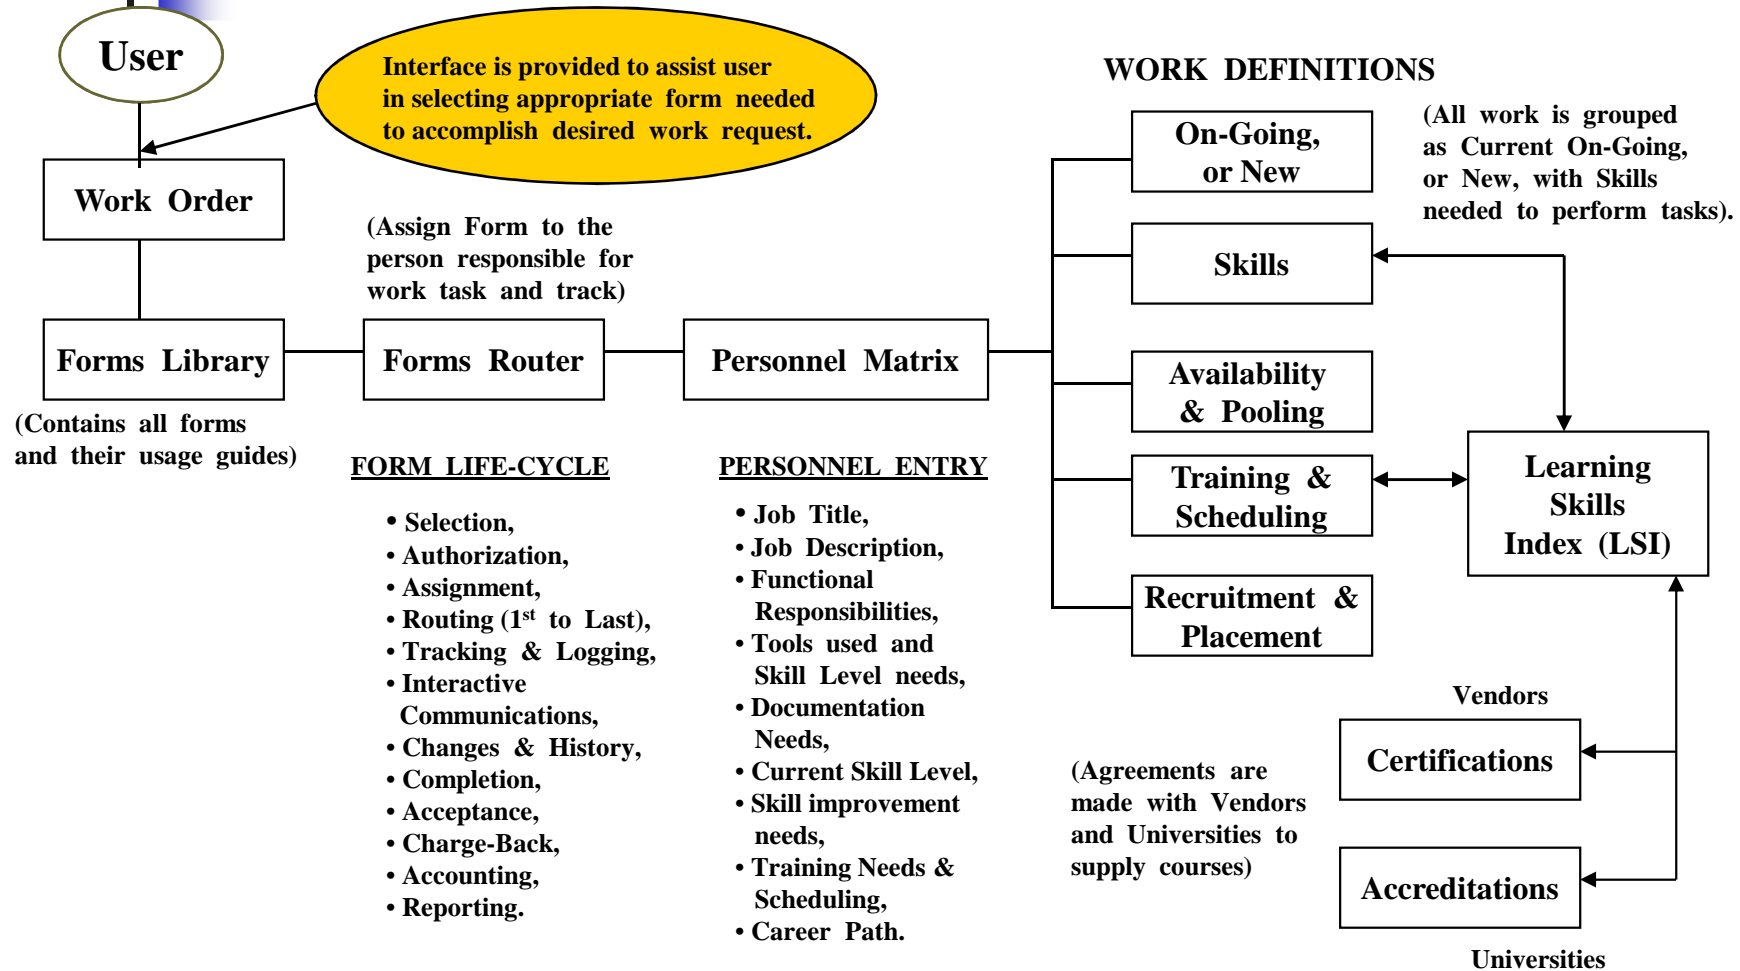 User
Interface is provided to assist user
in selecting appropriate form needed
to accomplish desired work request.
Work Order
Forms Library
(Contains all forms
and their usage guides)
(Assign Form to the
person responsible for
work task and track)
Forms Router
Personnel Matrix
FORM LIFE-CYCLE
• Selection,
• Authorization,
• Assignment,
• Routing (1st to Last),
• Tracking & Logging,
• Interactive
Communications,
• Changes & History,
• Completion,
• Acceptance,
• Charge-Back,
• Accounting,
• Reporting.
PERSONNEL ENTRY
• Job Title,
• Job Description,
• Functional
Responsibilities,
• Tools used and
Skill Level needs,
• Documentation
Needs,
• Current Skill Level,
• Skill improvement
needs,
• Training Needs &
Scheduling,
• Career Path.
WORK DEFINITIONS
(All work is grouped
as Current On-Going,
or New, with Skills
needed to perform tasks).
On-Going,
or New
Skills
Availability
& Pooling
Training &
Scheduling
Recruitment &
Placement
Learning
Skills
Index (LSI)
Vendors
Certifications
(Agreements are
made with Vendors
and Universities to
supply courses)
Accreditations
Universities